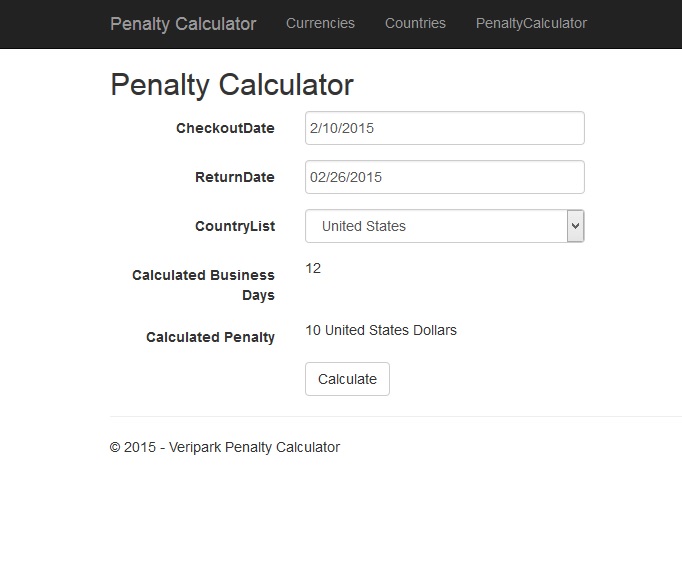 Penalty Calculator Currencies Countries PenaltyCalculator
Penalty Calculator
CheckoutDate 2/10/2015
ReturnDate 02/26/2015
CountryList United States
Calculated Business Days 12
Calculated Penalty 10 United States Dollars
Calculate
© 2015 - Veripark Penalty Calculator